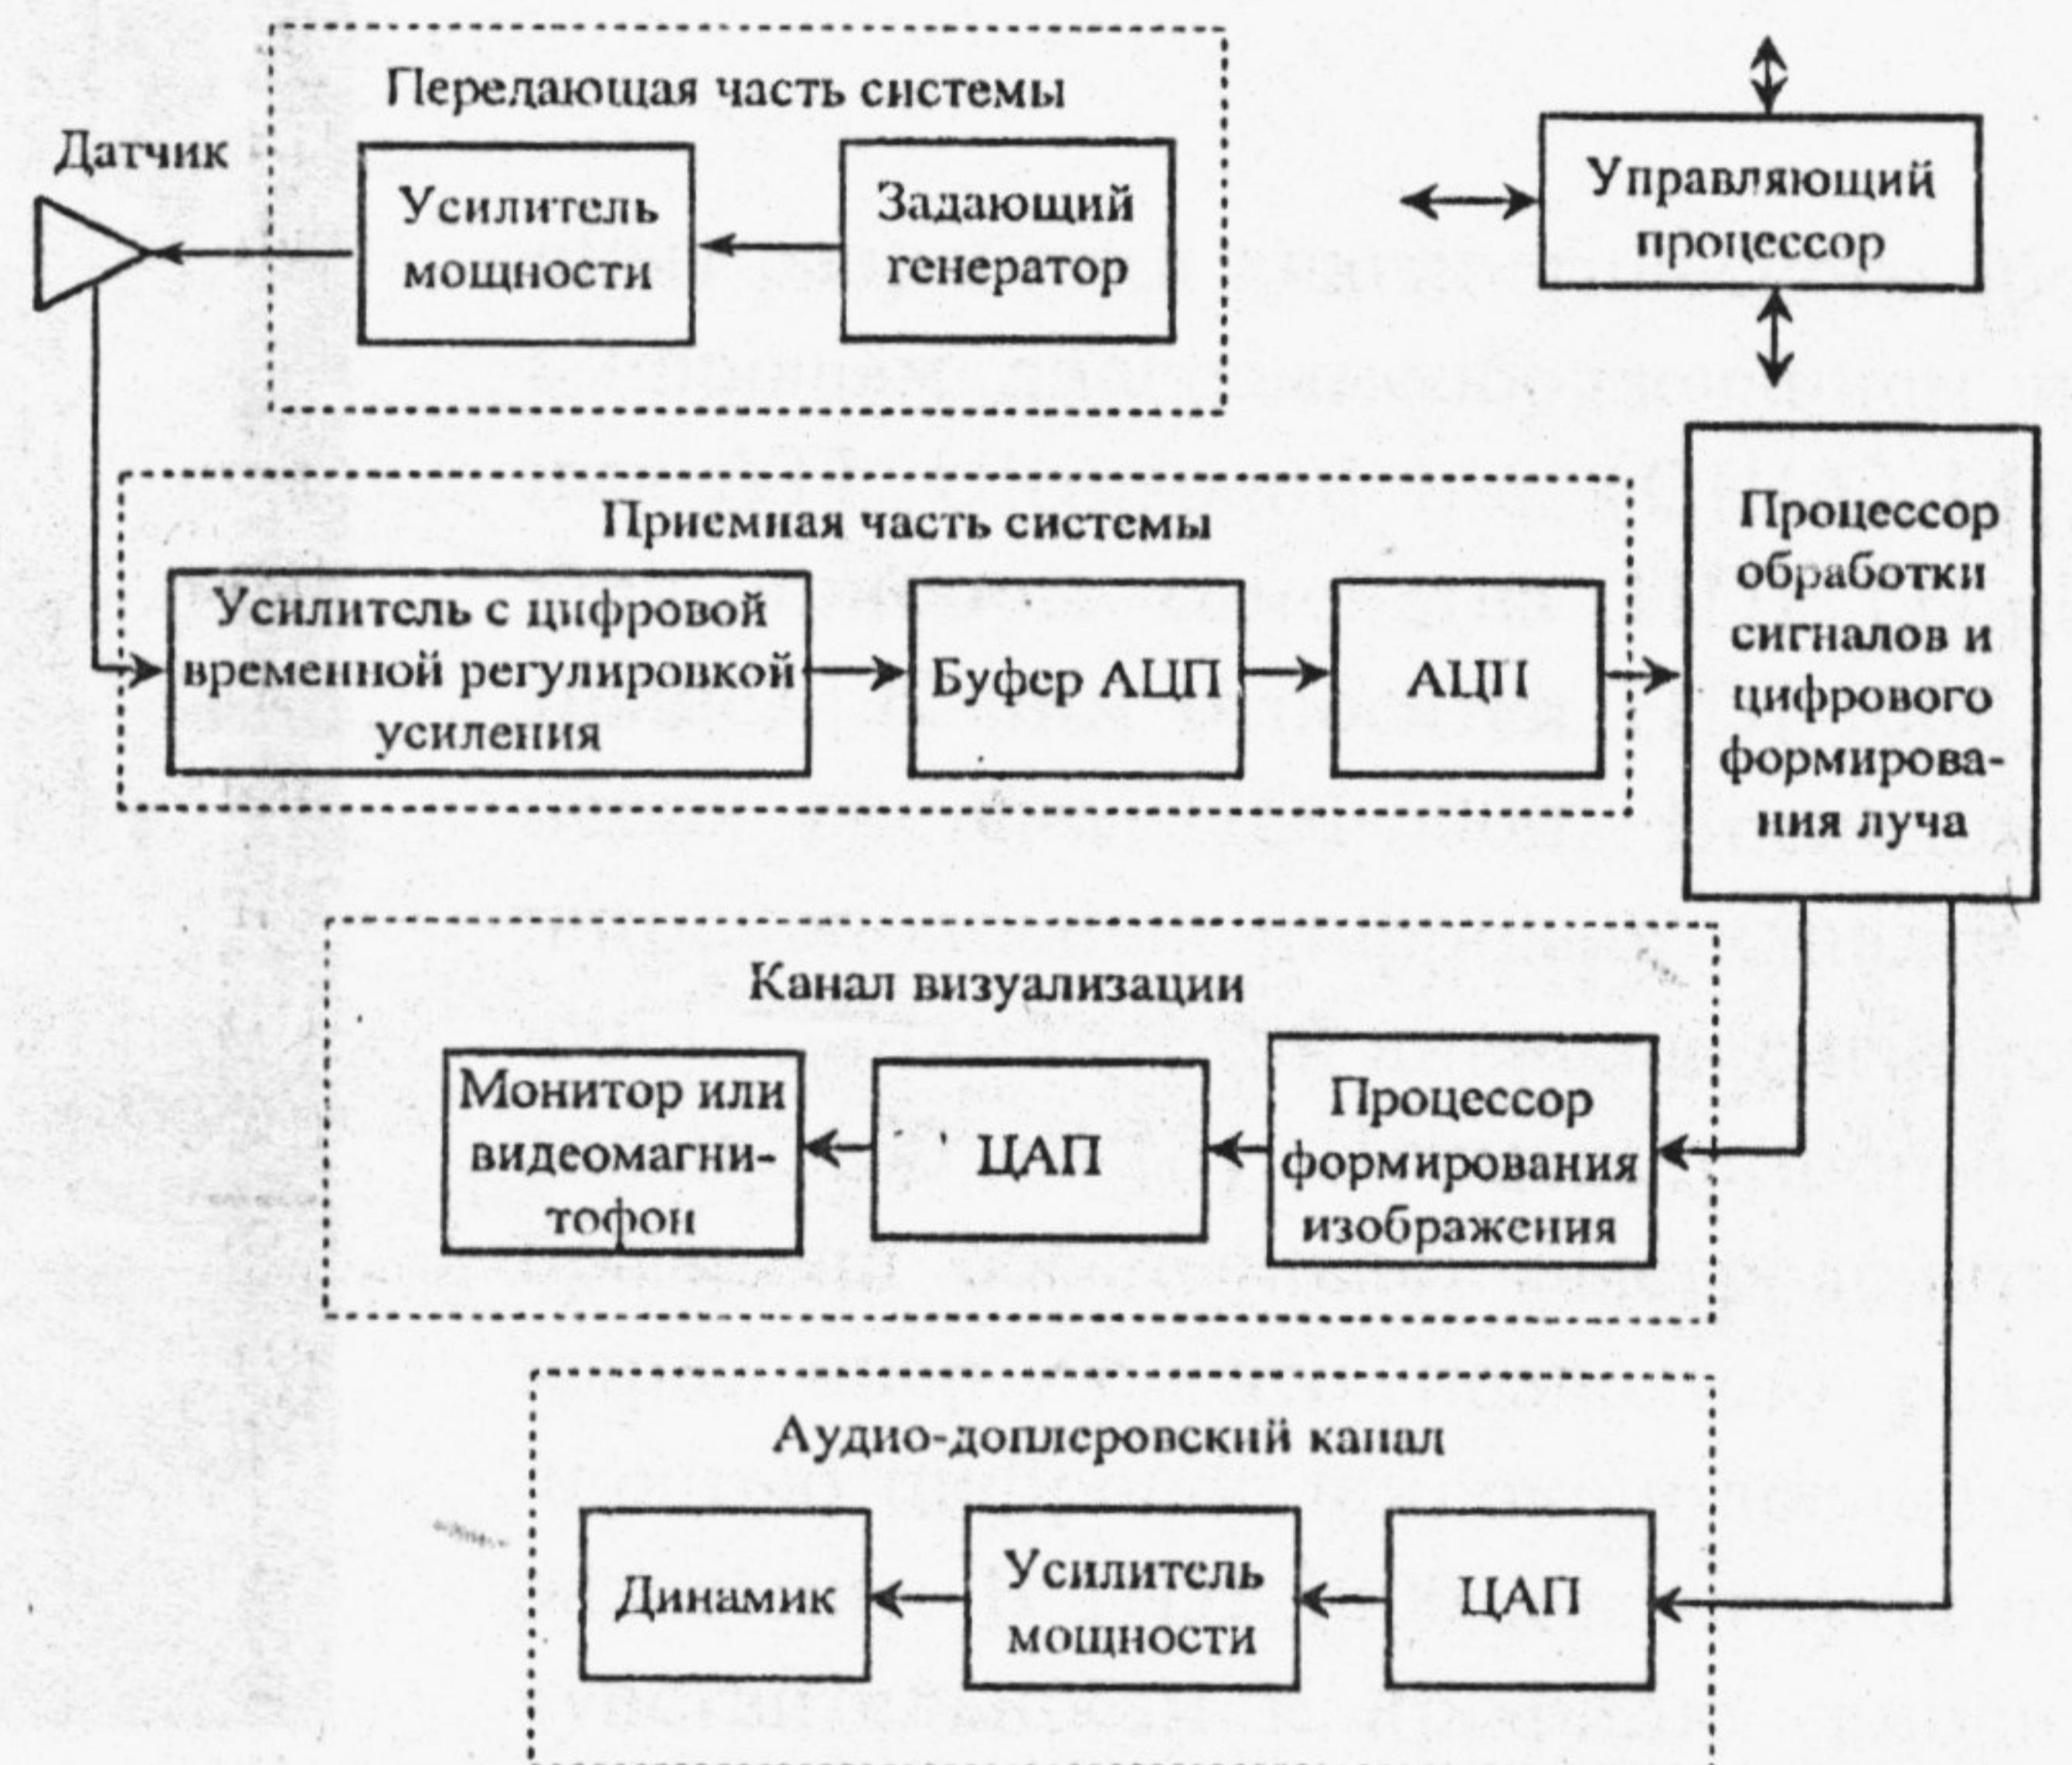 Передающая часть системы
Датчик
Усилитель
мощности
Задающий
генератор
Управляющий
процессор
Приемная часть системы
Усилитель с цифровой
временной регулировкой
усиления
Буфер АЦП
АЦП
Процессор
обработки
сигналов и
цифрового
формирова-
ния луча
Канал визуализации
Монитор или
видеомагни-
тофон
ЦАП
Процессор
формирования
изображения
Аудио-доплеровский канал
Динамик
Усилитель
мощности
ЦАП